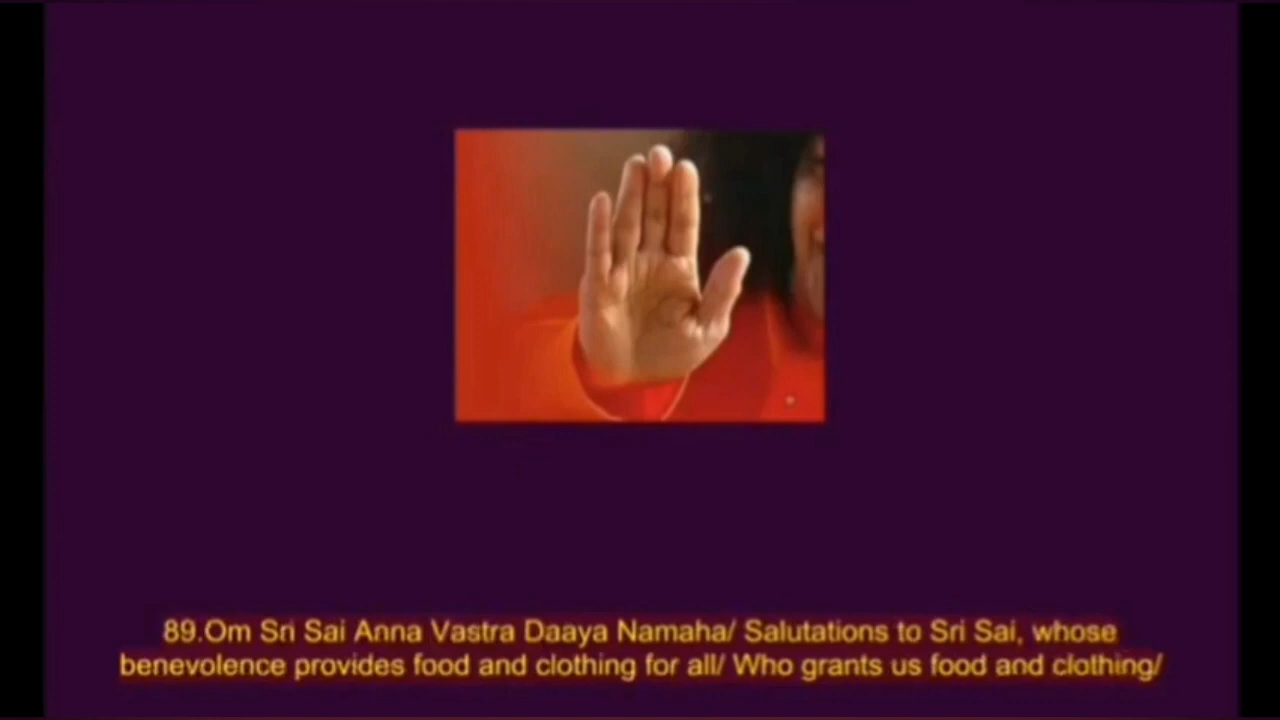 89.Om Sri Sai Anna Vastra Daaya Namaha/ Salutations to Sri Sai, whose
benevolence provides food and clothing for all/ Who grants us food and clothing/